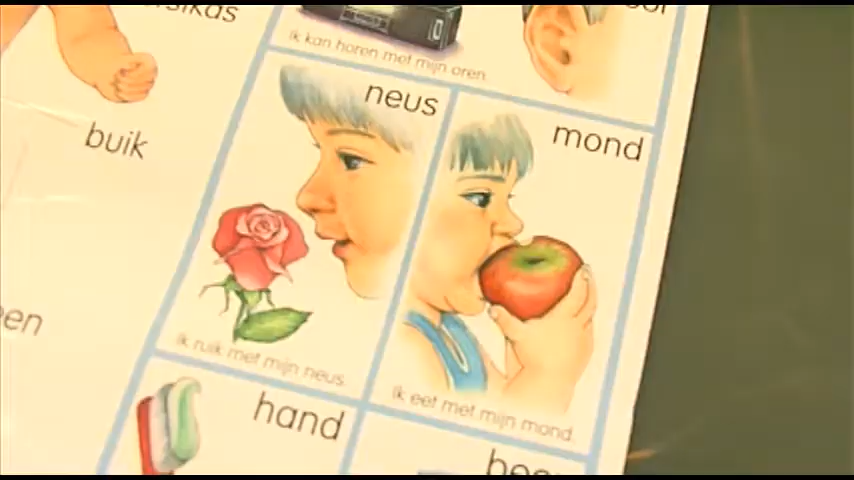 Ik kan horen met mijn oren.
buik
neus
mond
Ik ruik met mijn neus.
Ik eet met mijn mond.
hand